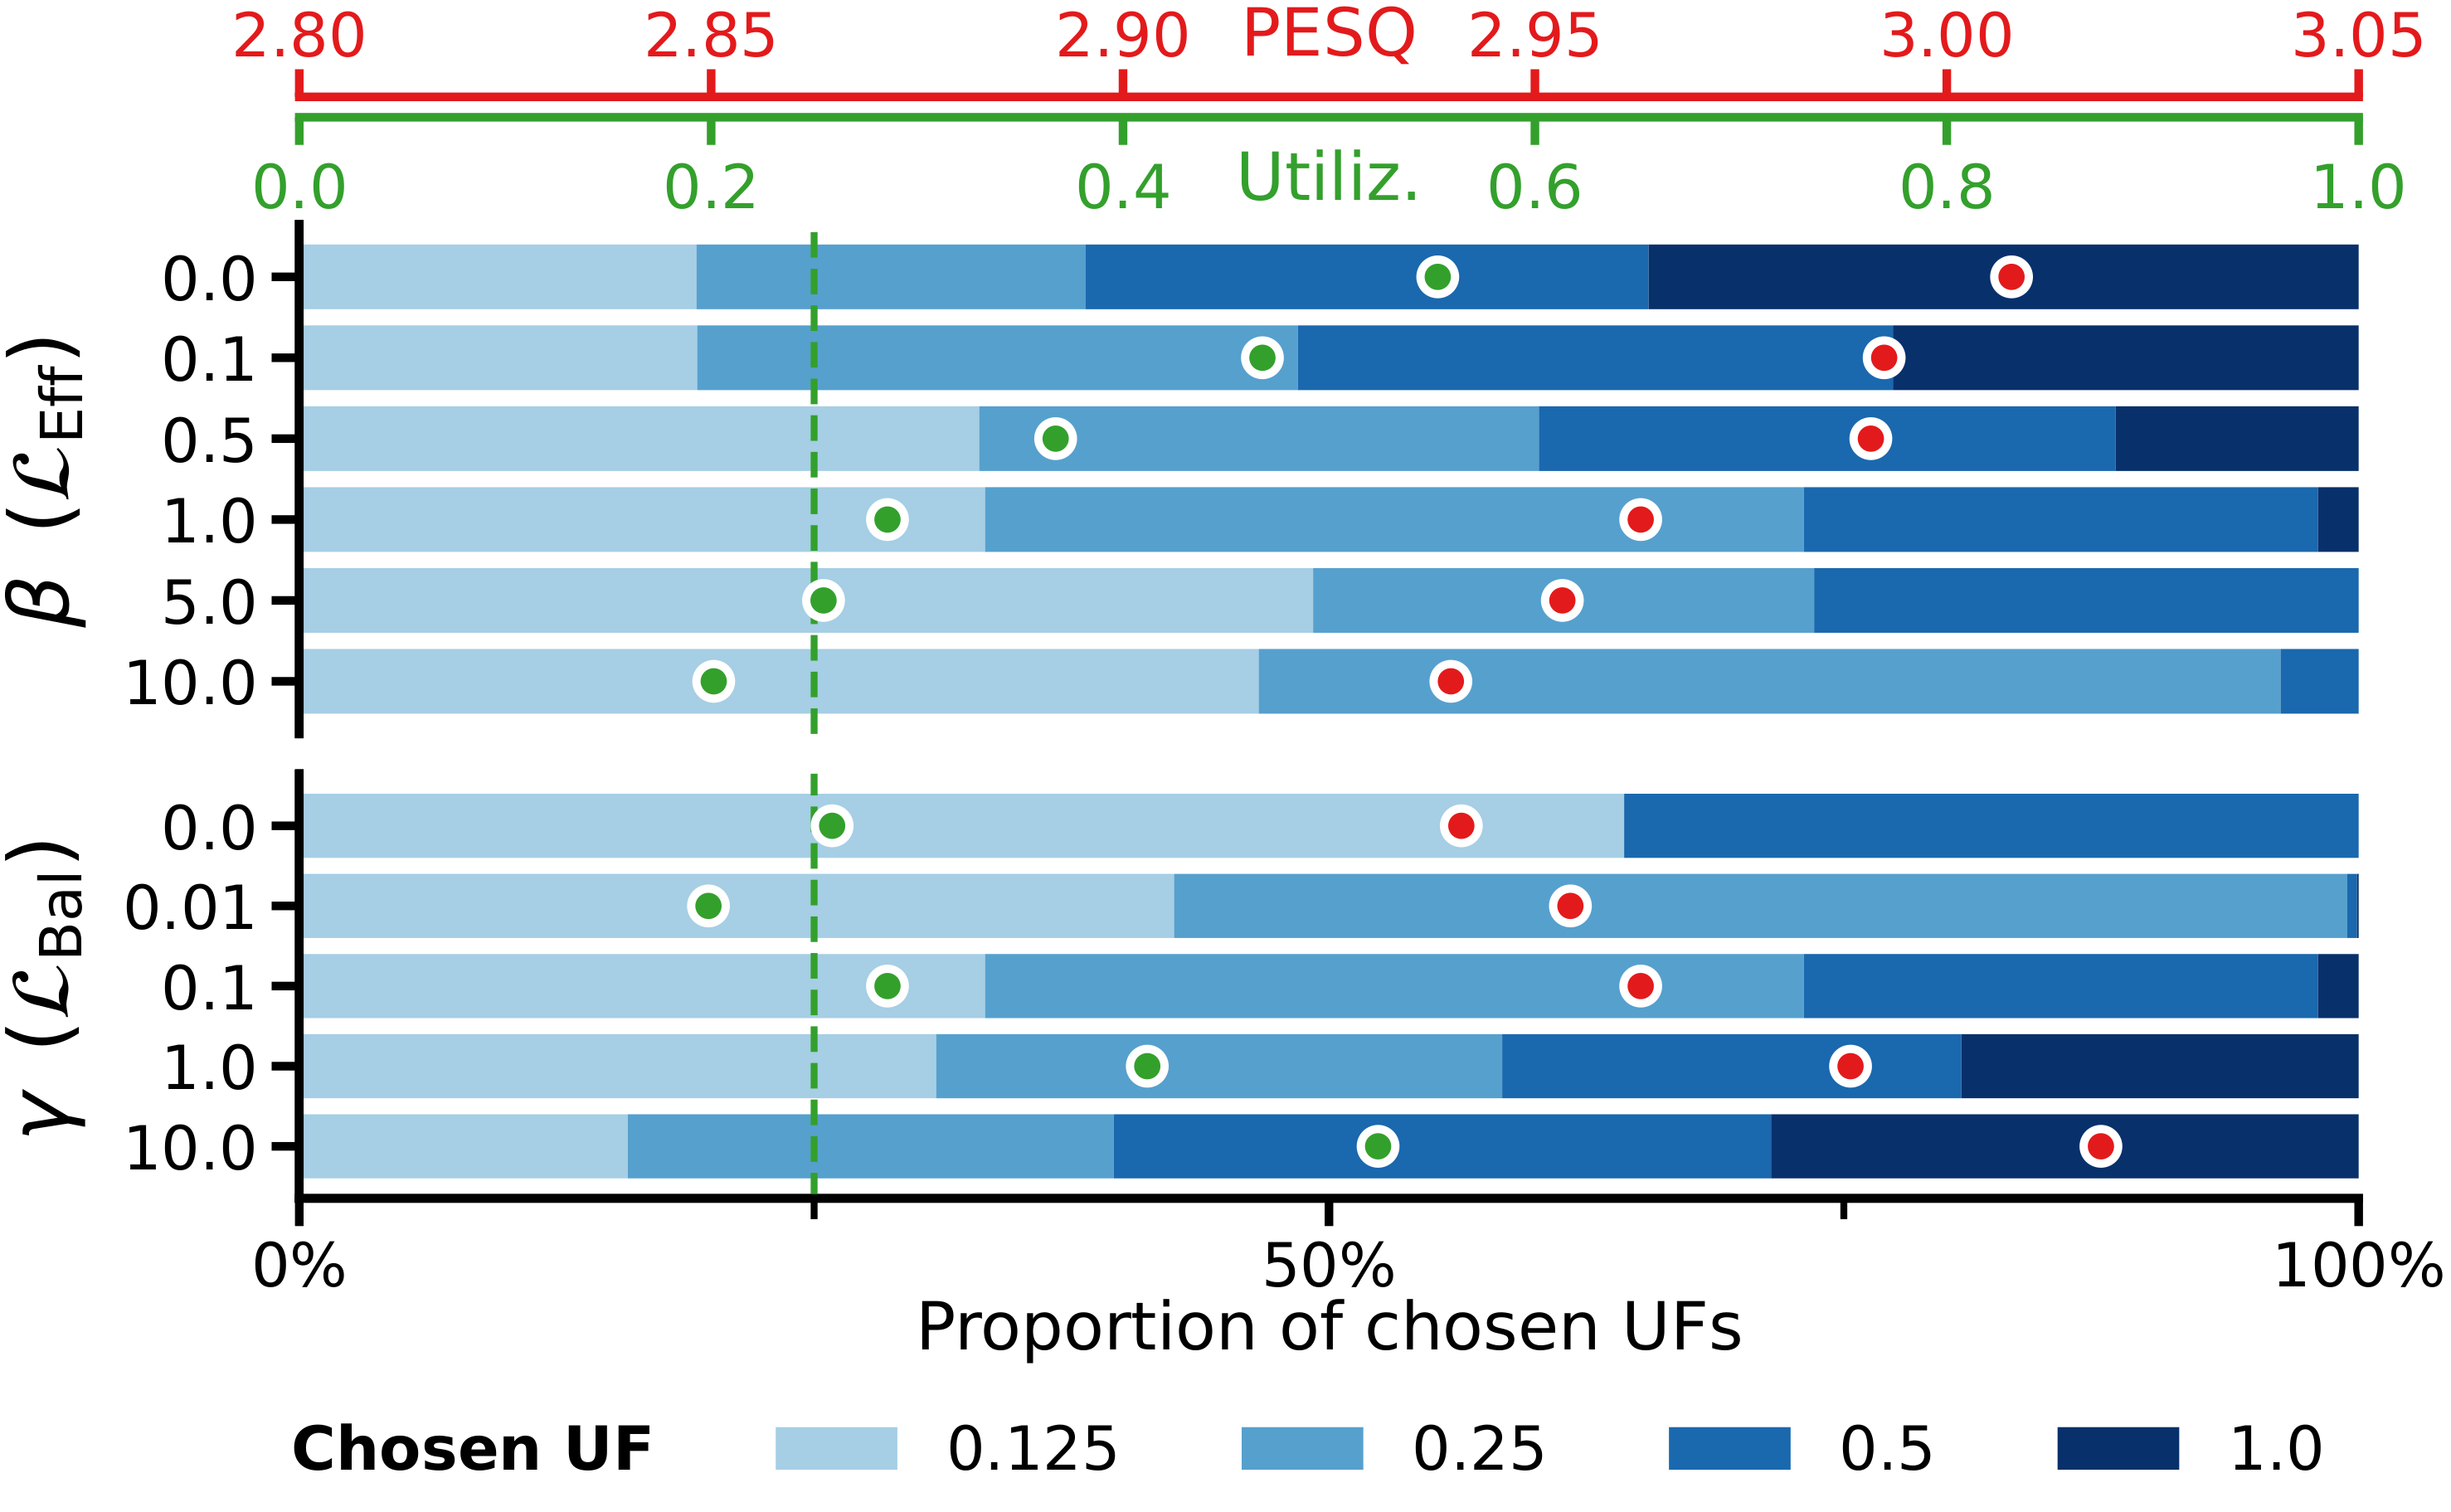 2.80 2.85 2.90 PESQ 2.95 3.00 3.05
0.0 0.2 0.4 Utiliz. 0.6 0.8 1.0
β (ℒEff)
0.0
0.1
0.5
1.0
5.0
10.0
γ (ℒBal)
0.0
0.01
0.1
1.0
10.0
0% 50% 100%
Proportion of chosen UFs
Chosen UF 0.125 0.25 0.5 1.0